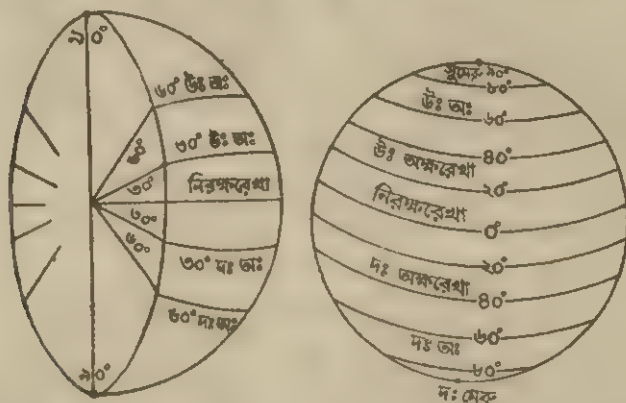 ৯০°
৬০° উঃ অঃ
৬০°
৩০° উঃ অঃ
৩০°
নিরক্ষরেখা
৩০°
৬০°
৩০° দঃ অঃ
৬০° দঃ অঃ
৯০°
সুমেরু ৯০°
৮০°
উঃ অঃ
৬০°
উঃ অক্ষরেখা
৪০°
২০°
নিরক্ষরেখা
০°
২০°
দঃ অক্ষরেখা
৪০°
৬০°
দঃ অঃ
৮০°
দঃ মেরু